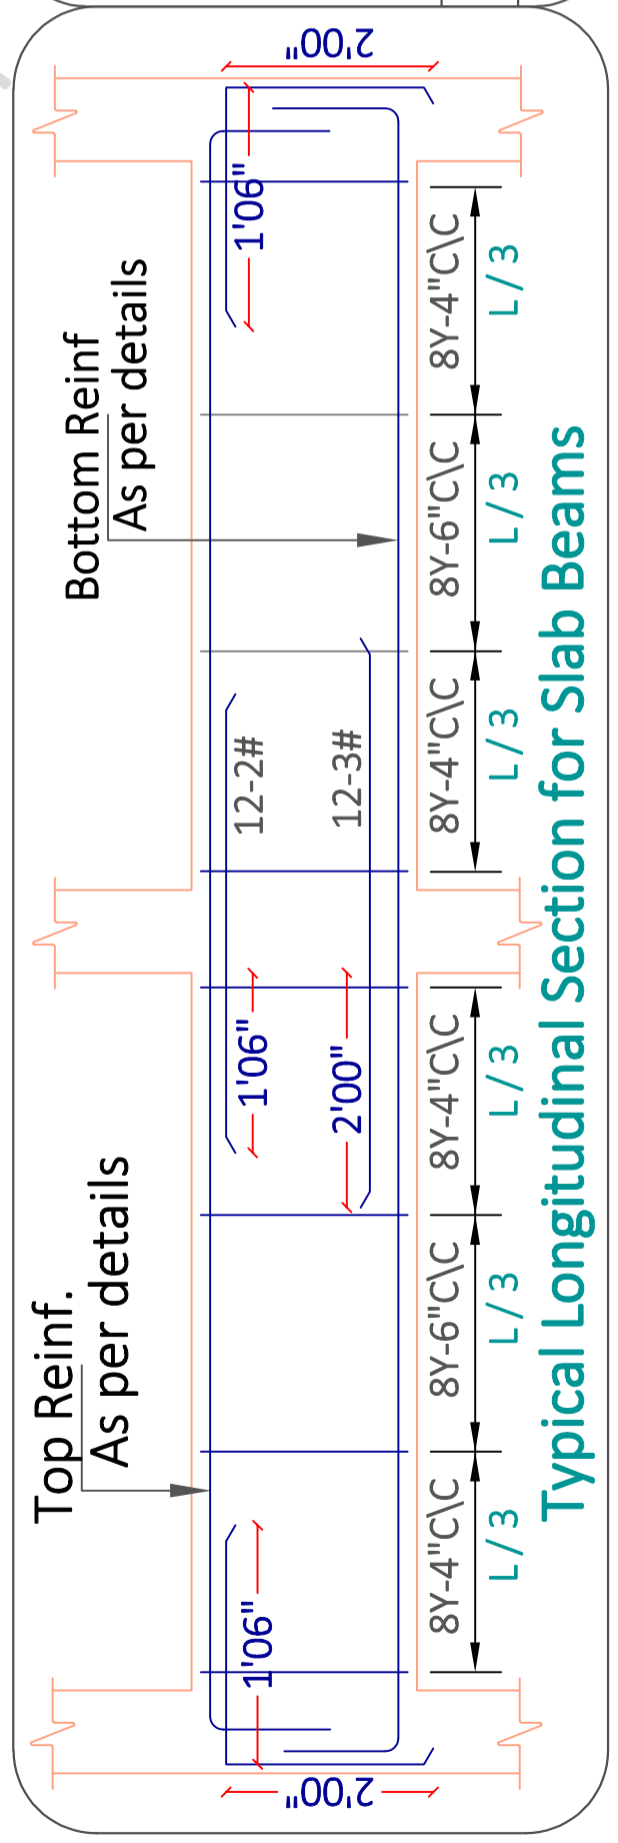 Top Reinf.
As per details
Bottom Reinf
As per details
2'00"
1'06"
1'06"
12-2#
1'06"
2'00"
2'00"
12-3#
8Y-4"C\C
8Y-6"C\C
8Y-4"C\C
8Y-4"C\C
8Y-6"C\C
8Y-4"C\C
L / 3
L / 3
L / 3
L / 3
L / 3
L / 3
Typical Longitudinal Section for Slab Beams